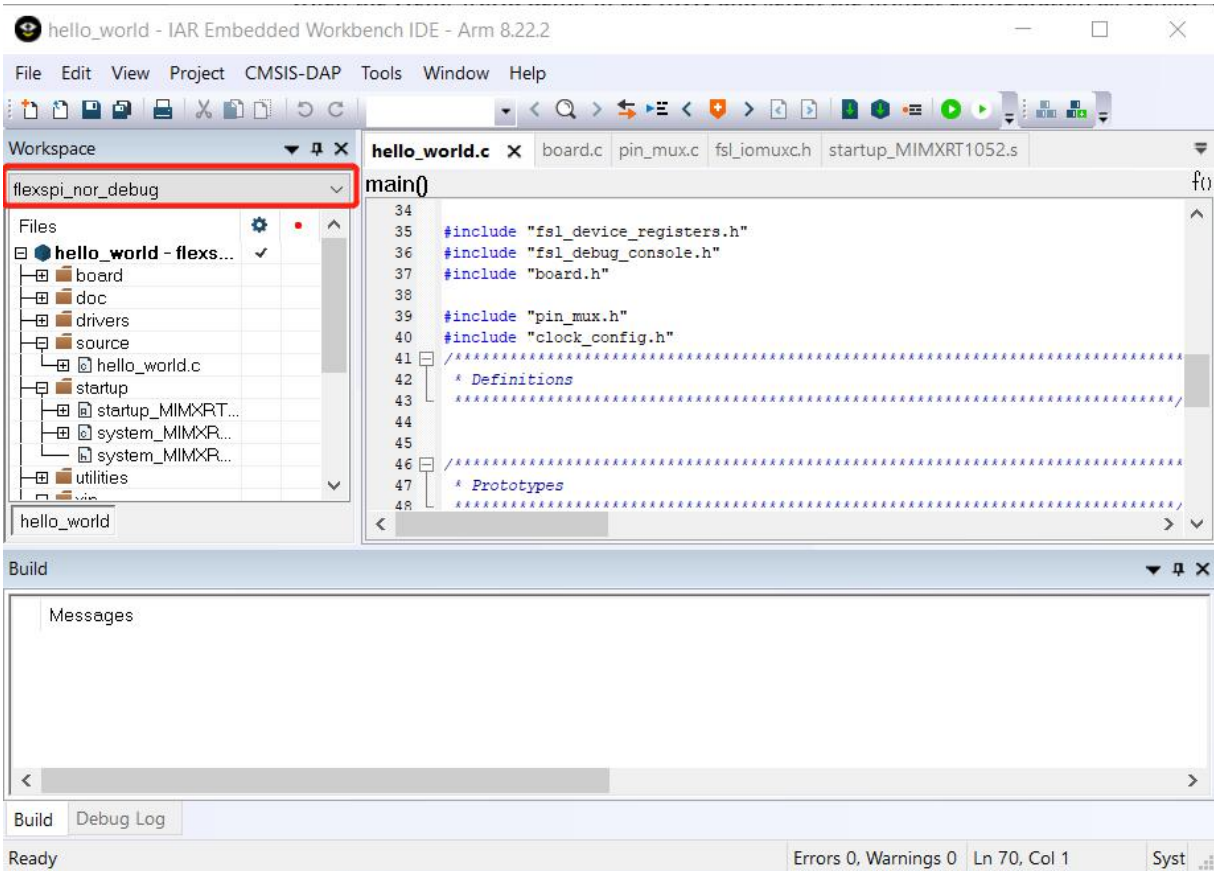 hello_world - IAR Embedded Workbench IDE - Arm 8.22.2
File Edit View Project CMSIS-DAP Tools Window Help
Workspace
flexspi_nor_debug
Files
hello_world - flexs...
board
doc
drivers
source
hello_world.c
startup
startup_MIMXRT...
system_MIMXR...
system_MIMXR...
utilities
xip
hello_world
hello_world.c board.c pin_mux.c fsl_iomuxc.h startup_MIMXRT1052.s
main() f()
34
35 #include "fsl_device_registers.h"
36 #include "fsl_debug_console.h"
37 #include "board.h"
38
39 #include "pin_mux.h"
40 #include "clock_config.h"
41 /*******************************************************************************
42 * Definitions
43 ******************************************************************************/
44
45
46 /*******************************************************************************
47 * Prototypes
48 ******************************************************************************/
Build
Messages
Build Debug Log
Ready Errors 0, Warnings 0 Ln 70, Col 1 Syst